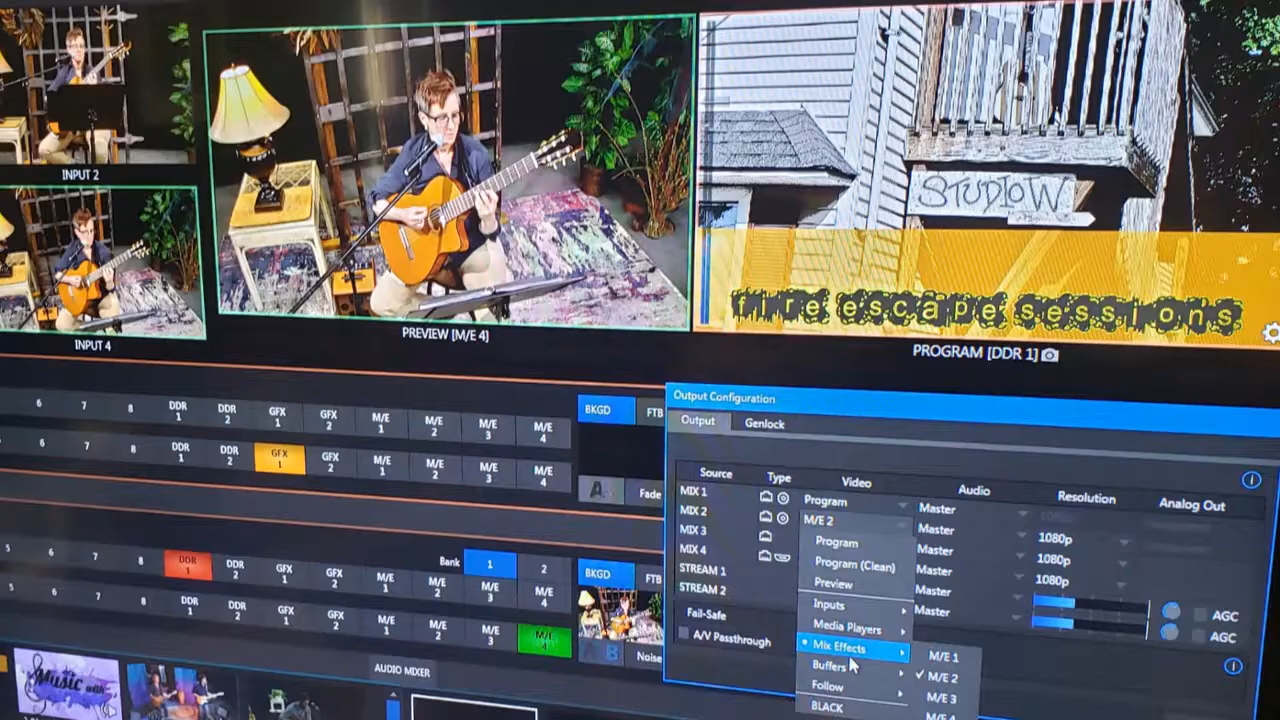 INPUT 2
INPUT 4
PREVIEW [M/E 4]
STUDIO W
fire escape sessions
PROGRAM [DDR 1]
6 7 8 DDR 1 DDR 2 GFX 1 GFX 2 M/E 1 M/E 2 M/E 3 M/E 4
BKGD FTB
6 7 8 DDR 1 DDR 2 GFX 1 GFX 2 M/E 1 M/E 2 M/E 3 M/E 4
A Fade
5 6 7 8 DDR 1 DDR 2 GFX 1 GFX 2 M/E 1 M/E 2 M/E 3 M/E 4
Bank 1 2
BKGD FTB
5 6 7 8 DDR 1 DDR 2 GFX 1 GFX 2 M/E 1 M/E 2 M/E 3 M/E 4
A B Noise
Music with
AUDIO MIXER
Output Configuration
Output Genlock
Source Type Video Audio Resolution Analog Out
MIX 1 Program Master
MIX 2 M/E 2 Master
MIX 3 Master 1080p
MIX 4 Master 1080p
STREAM 1 Master 1080p
STREAM 2 Master
Fail-Safe Master AGC
A/V Passthrough AGC
Program
Program (Clean)
Preview
Inputs
Media Players
Mix Effects
Buffers
Follow
BLACK
M/E 1
M/E 2
M/E 3
M/E 4